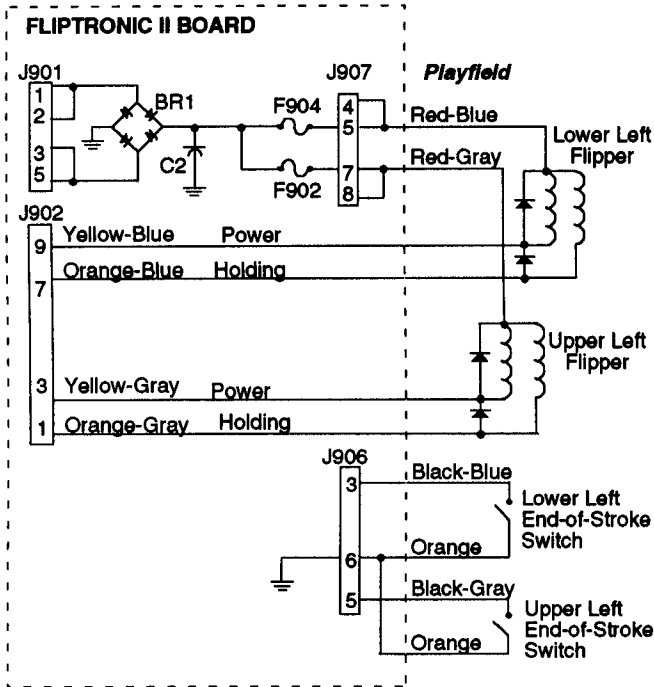 FLIPTRONIC II BOARD
J901
1
2
3
5
BR1
C2
F904
F902
J907
4
5
7
8
Playfield
Red-Blue
Red-Gray
Lower Left
Flipper
J902
9
Yellow-Blue Power
7
Orange-Blue Holding
3
Yellow-Gray Power
1
Orange-Gray Holding
Upper Left
Flipper
J906
3
Black-Blue
Lower Left
End-of-Stroke
Switch
6
Orange
5
Black-Gray
Upper Left
End-of-Stroke
Switch
Orange